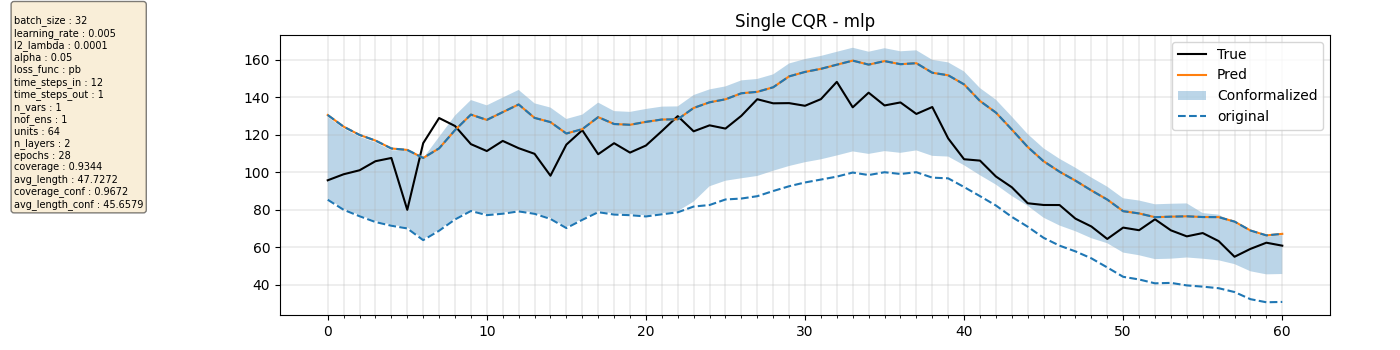 batch_size : 32
learning_rate : 0.005
l2_lambda : 0.0001
alpha : 0.05
loss_func : pb
time_steps_in : 12
time_steps_out : 1
n_vars : 1
nof_ens : 1
units : 64
n_layers : 2
epochs : 28
coverage : 0.9344
avg_length : 47.7272
coverage_conf : 0.9672
avg_length_conf : 45.6579
Single CQR - mlp
160
140
120
100
80
60
40
0 10 20 30 40 50 60
True
Pred
Conformalized
original